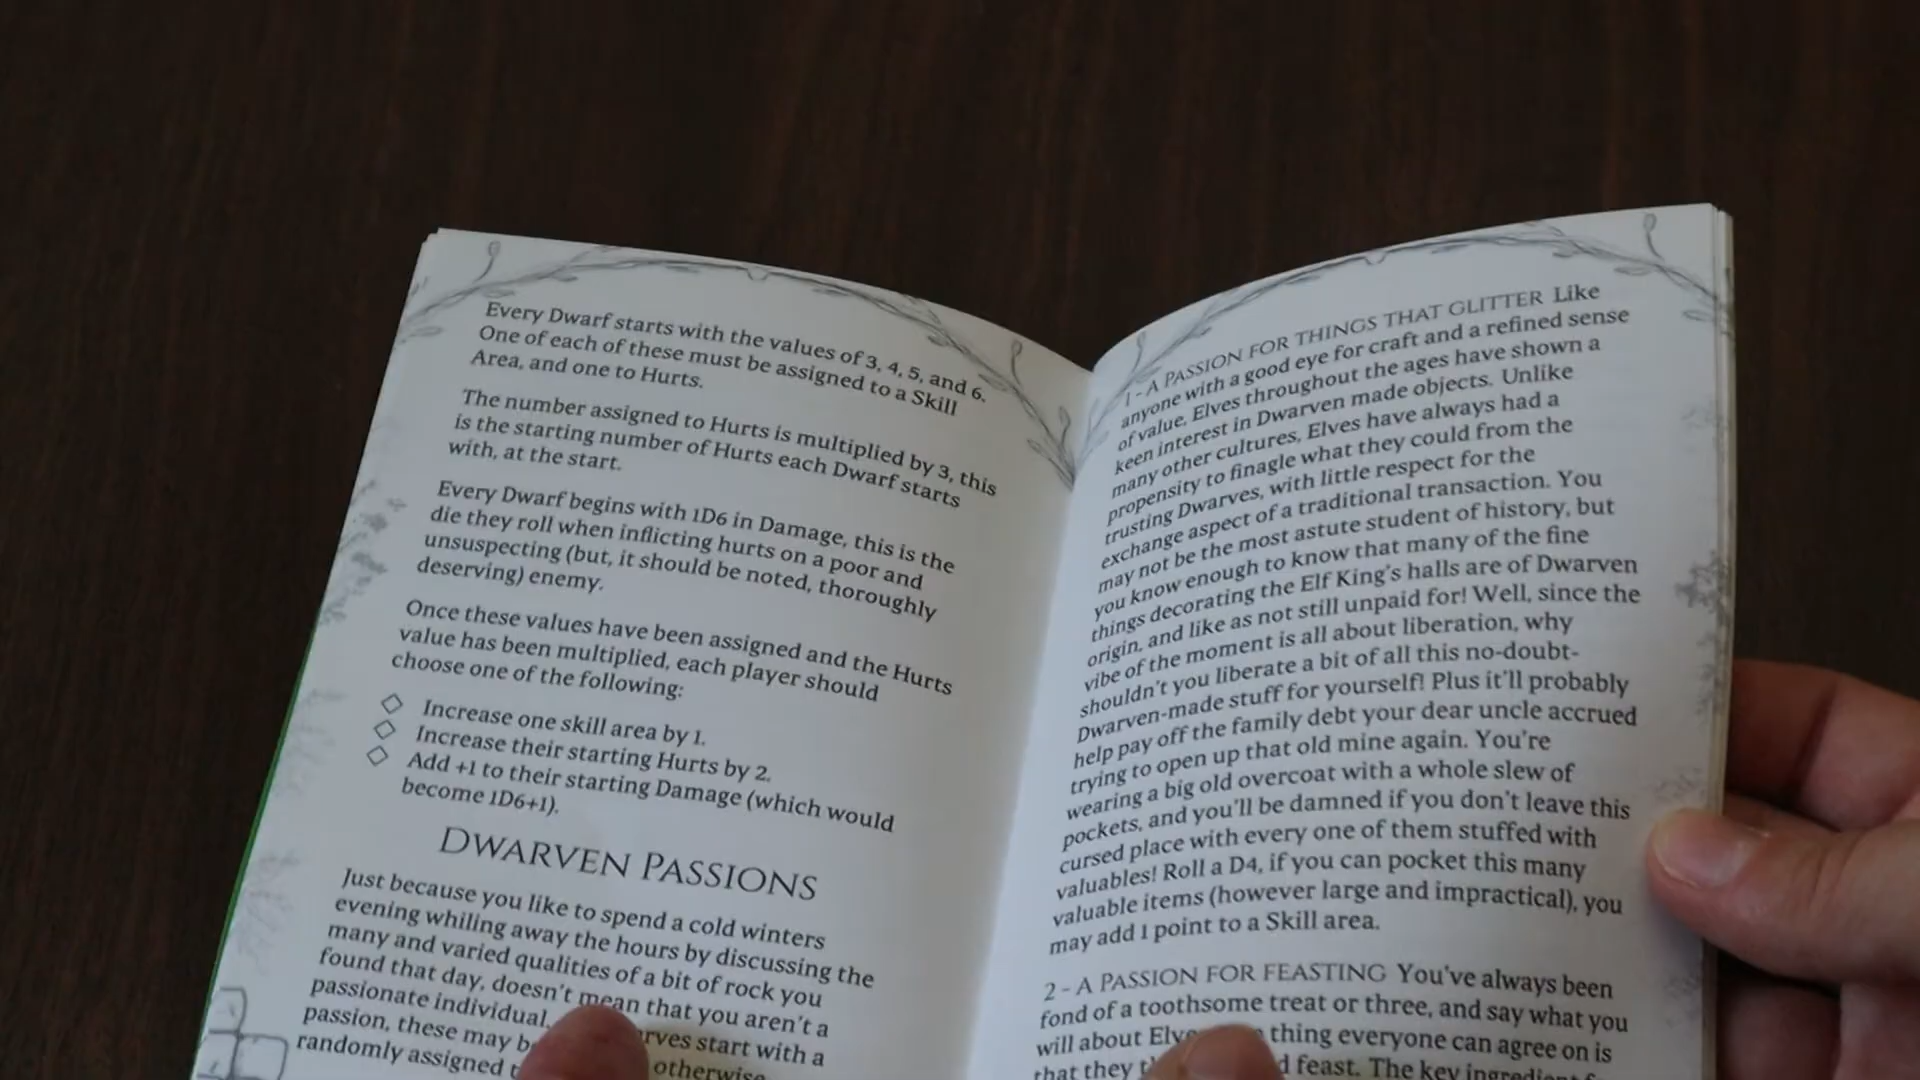 Every Dwarf starts with the values of 3, 4, 5, and 6.
One of each of these must be assigned to a Skill
Area, and one to Hurts.
The number assigned to Hurts is multiplied by 3, this
is the starting number of Hurts each Dwarf starts
with, at the start.
Every Dwarf begins with 1D6 in Damage, this is the
die they roll when inflicting hurts on a poor and
unsuspecting (but, it should be noted, thoroughly
deserving) enemy.
Once these values have been assigned and the Hurts
value has been multiplied, each player should
choose one of the following:
Increase one skill area by 1.
Increase their starting Hurts by 2.
Add +1 to their starting Damage (which would
become 1D6+1).
DWARVEN PASSIONS
Just because you like to spend a cold winters
evening whiling away the hours by discussing the
many and varied qualities of a bit of rock you
found that day, doesn't mean that you aren't a
passionate individual. start with a
passion, these may otherwise
randomly assigned
1 - A PASSION FOR THINGS THAT GLITTER Like
anyone with a good eye for craft and a refined sense
of value, Elves throughout the ages have shown a
keen interest in Dwarven made objects. Unlike
many other cultures, Elves have always had a
propensity to finagle what they could from the
trusting Dwarves, with little respect for the
exchange aspect of a traditional transaction. You
may not be the most astute student of history, but
you know enough to know that many of the fine
things decorating the Elf King's halls are of Dwarven
origin, and like as not still unpaid for! Well, since the
vibe of the moment is all about liberation, why
shouldn't you liberate a bit of all this no-doubt-
Dwarven-made stuff for yourself! Plus it'll probably
help pay off the family debt your dear uncle accrued
trying to open up that old mine again. You're
wearing a big old overcoat with a whole slew of
pockets, and you'll be damned if you don't leave this
cursed place with every one of them stuffed with
valuables! Roll a D4, if you can pocket this many
valuable items (however large and impractical), you
may add 1 point to a Skill area.
2 - A PASSION FOR FEASTING You've always been
fond of a toothsome treat or three, and say what you
will about thing everyone can agree on is
that they feast. The key ingredient